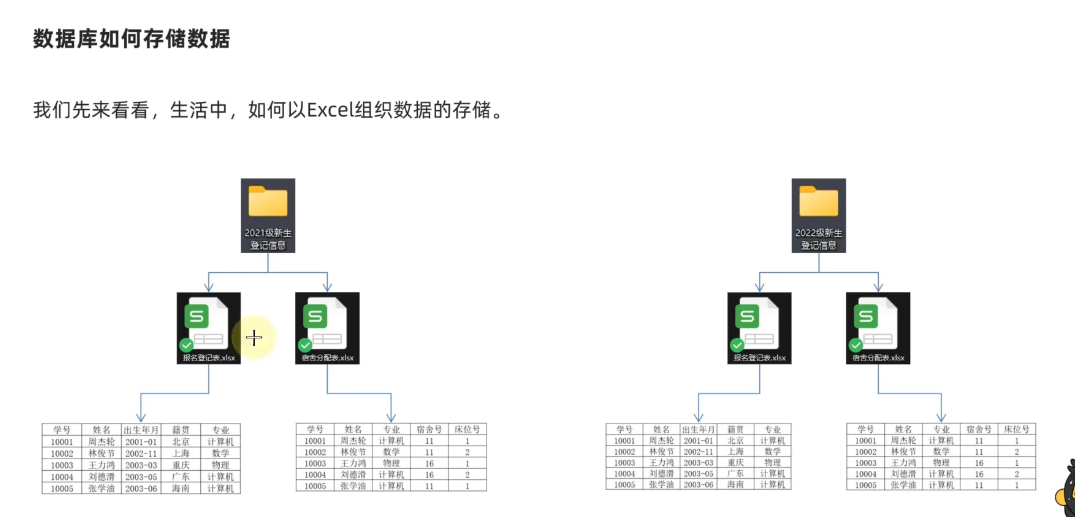 数据库如何存储数据
我们先来看看，生活中，如何以Excel组织数据的存储。
2021级新生
登记信息
2022级新生
登记信息
报名登记表.xlsx
宿舍分配表.xlsx
报名登记表.xlsx
宿舍分配表.xlsx
学号 姓名 出生年月 籍贯 专业
10001 周杰轮 2001-01 北京 计算机
10002 林俊节 2002-11 上海 数学
10003 王力鸿 2003-03 重庆 物理
10004 刘德滑 2003-05 广东 计算机
10005 张学油 2003-06 海南 计算机
学号 姓名 专业 宿舍号 床位号
10001 周杰轮 计算机 11 1
10002 林俊节 数学 11 2
10003 王力鸿 物理 16 1
10004 刘德滑 计算机 16 2
10005 张学油 计算机 11 1
学号 姓名 出生年月 籍贯 专业
10001 周杰轮 2001-01 北京 计算机
10002 林俊节 2002-11 上海 数学
10003 王力鸿 2003-03 重庆 物理
10004 刘德滑 2003-05 广东 计算机
10005 张学油 2003-06 海南 计算机
学号 姓名 专业 宿舍号 床位号
10001 周杰轮 计算机 11 1
10002 林俊节 数学 11 2
10003 王力鸿 物理 16 1
10004 刘德滑 计算机 16 2
10005 张学油 计算机 11 1